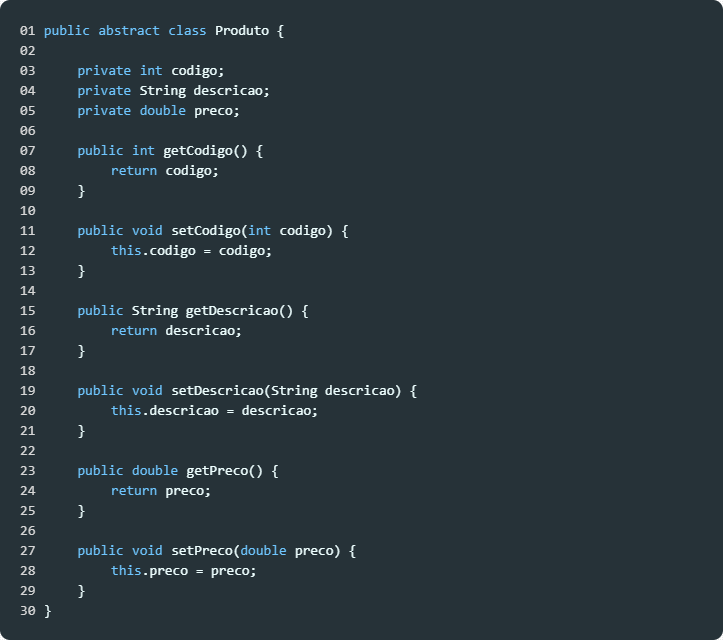 01 public abstract class Produto {
02
03     private int codigo;
04     private String descricao;
05     private double preco;
06
07     public int getCodigo() {
08         return codigo;
09     }
10
11     public void setCodigo(int codigo) {
12         this.codigo = codigo;
13     }
14
15     public String getDescricao() {
16         return descricao;
17     }
18
19     public void setDescricao(String descricao) {
20         this.descricao = descricao;
21     }
22
23     public double getPreco() {
24         return preco;
25     }
26
27     public void setPreco(double preco) {
28         this.preco = preco;
29     }
30 }